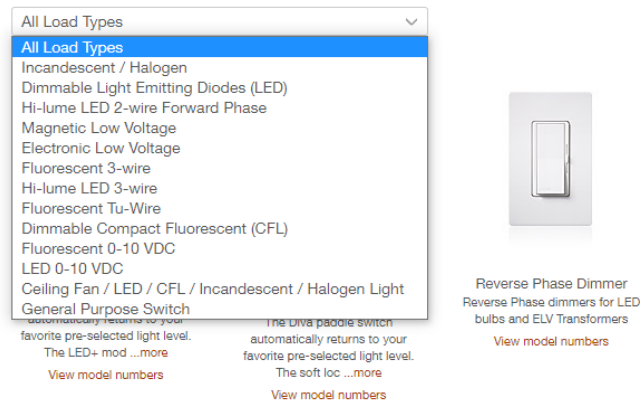 All Load Types
All Load Types
Incandescent / Halogen
Dimmable Light Emitting Diodes (LED)
Hi-lume LED 2-wire Forward Phase
Magnetic Low Voltage
Electronic Low Voltage
Fluorescent 3-wire
Hi-lume LED 3-wire
Fluorescent Tu-Wire
Dimmable Compact Fluorescent (CFL)
Fluorescent 0-10 VDC
LED 0-10 VDC
Ceiling Fan / LED / CFL / Incandescent / Halogen Light
General Purpose Switch
automatically returns to your
favorite pre-selected light level.
The LED+ mod ...more
View model numbers
The Diva paddle switch
automatically returns to your
favorite pre-selected light level.
The soft loc ...more
View model numbers
Reverse Phase Dimmer
Reverse Phase dimmers for LED
bulbs and ELV Transformers
View model numbers